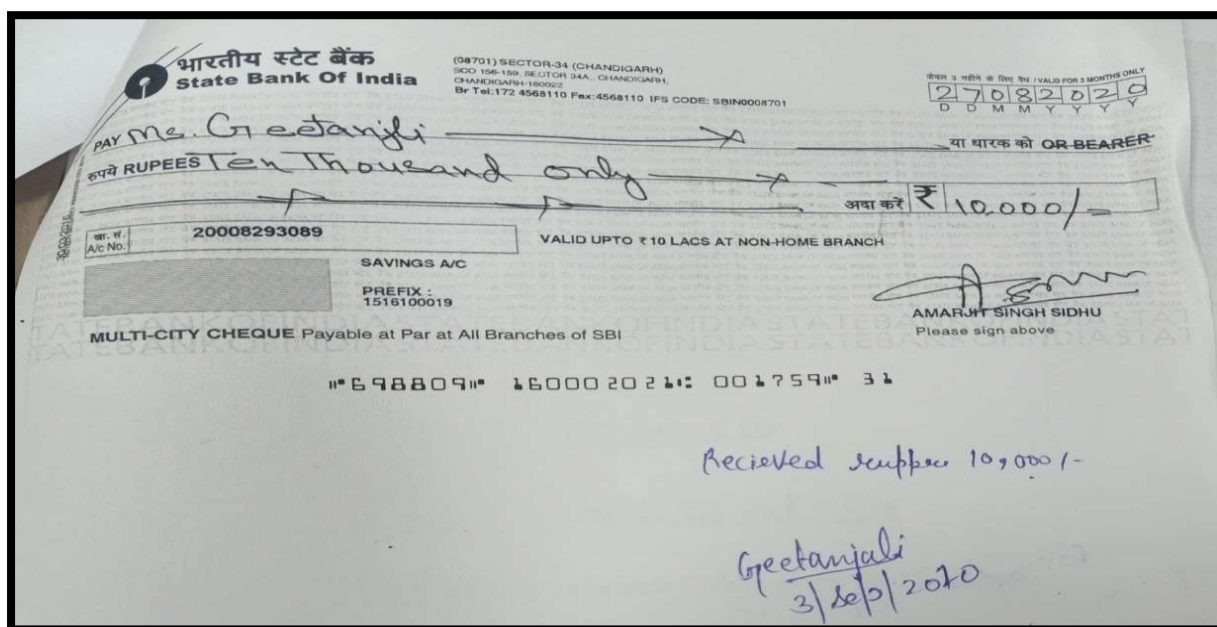 भारतीय स्टेट बैंक
State Bank Of India
(08701) SECTOR-34 (CHANDIGARH)
SCO 156-159, SECTOR 34A, CHANDIGARH,
CHANDIGARH-160022
Br Tel:172 4568110 Fax:4568110 IFS CODE: SBIN0008701
केवल ३ महीने के लिए वैध / VALID FOR 3 MONTHS ONLY
27082020
D D M M Y Y Y Y
PAY Ms. Geetanjli या धारक को OR BEARER
रुपये RUPEES Ten Thousand only
अदा करें ₹ 10,000/-
खा. सं.
A/c No. 20008293089
VALID UPTO ₹ 10 LACS AT NON-HOME BRANCH
SAVINGS A/C
PREFIX :
1516100019
AMARJIT SINGH SIDHU
Please sign above
MULTI-CITY CHEQUE Payable at Par at All Branches of SBI
⑈698809⑈ 160002021⑆ 001759⑈ 31
Recieved 10,000/-
Geetanjali
3/Sep/2020